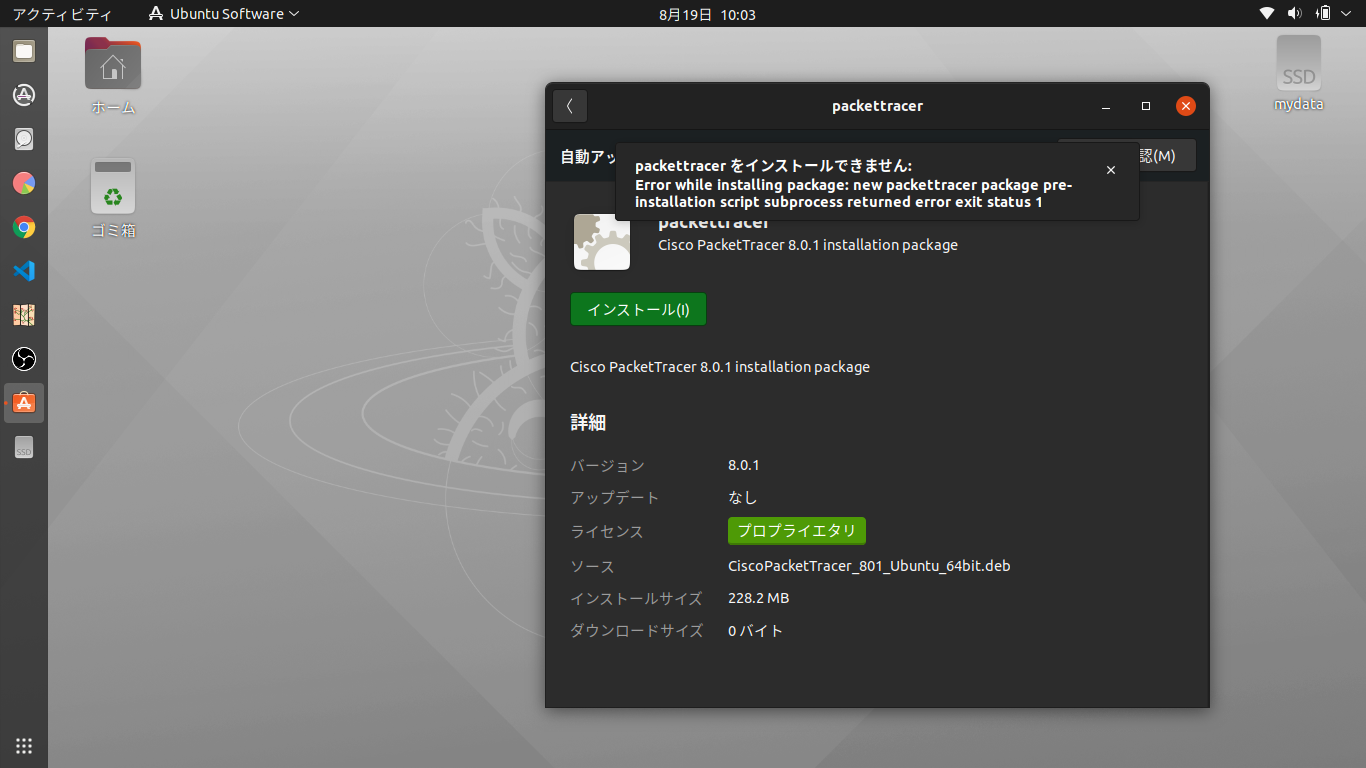 アクティビティ
Ubuntu Software
8月19日 10:03
ホーム
ゴミ箱
SSD
mydata
SSD
packettracer
自動アッ
認(M)
packettracer をインストールできません:
Error while installing package: new packettracer package pre-
installation script subprocess returned error exit status 1
packettracer
Cisco PacketTracer 8.0.1 installation package
インストール(I)
Cisco PacketTracer 8.0.1 installation package
詳細
バージョン 8.0.1
アップデート なし
ライセンス プロプライエタリ
ソース CiscoPacketTracer_801_Ubuntu_64bit.deb
インストールサイズ 228.2 MB
ダウンロードサイズ 0 バイト